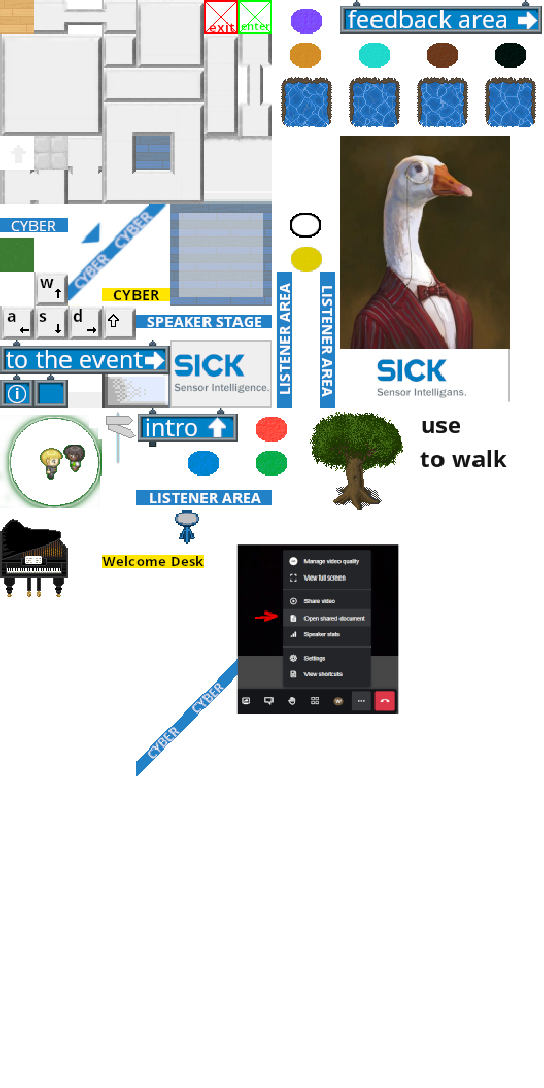 exit
enter
feedback area
CYBER
CYBER CYBER
CYBER
w
a
s
d
SPEAKER STAGE
LISTENER AREA
LISTENER AREA
to the event
SICK
Sensor Intelligence.
SICK
Sensor Intelligans.
i
intro
use
to walk
LISTENER AREA
Welcome Desk
Manage video quality
View full screen
Share video
Open shared document
Speaker stats
Settings
View shortcuts
CYBER CYBER